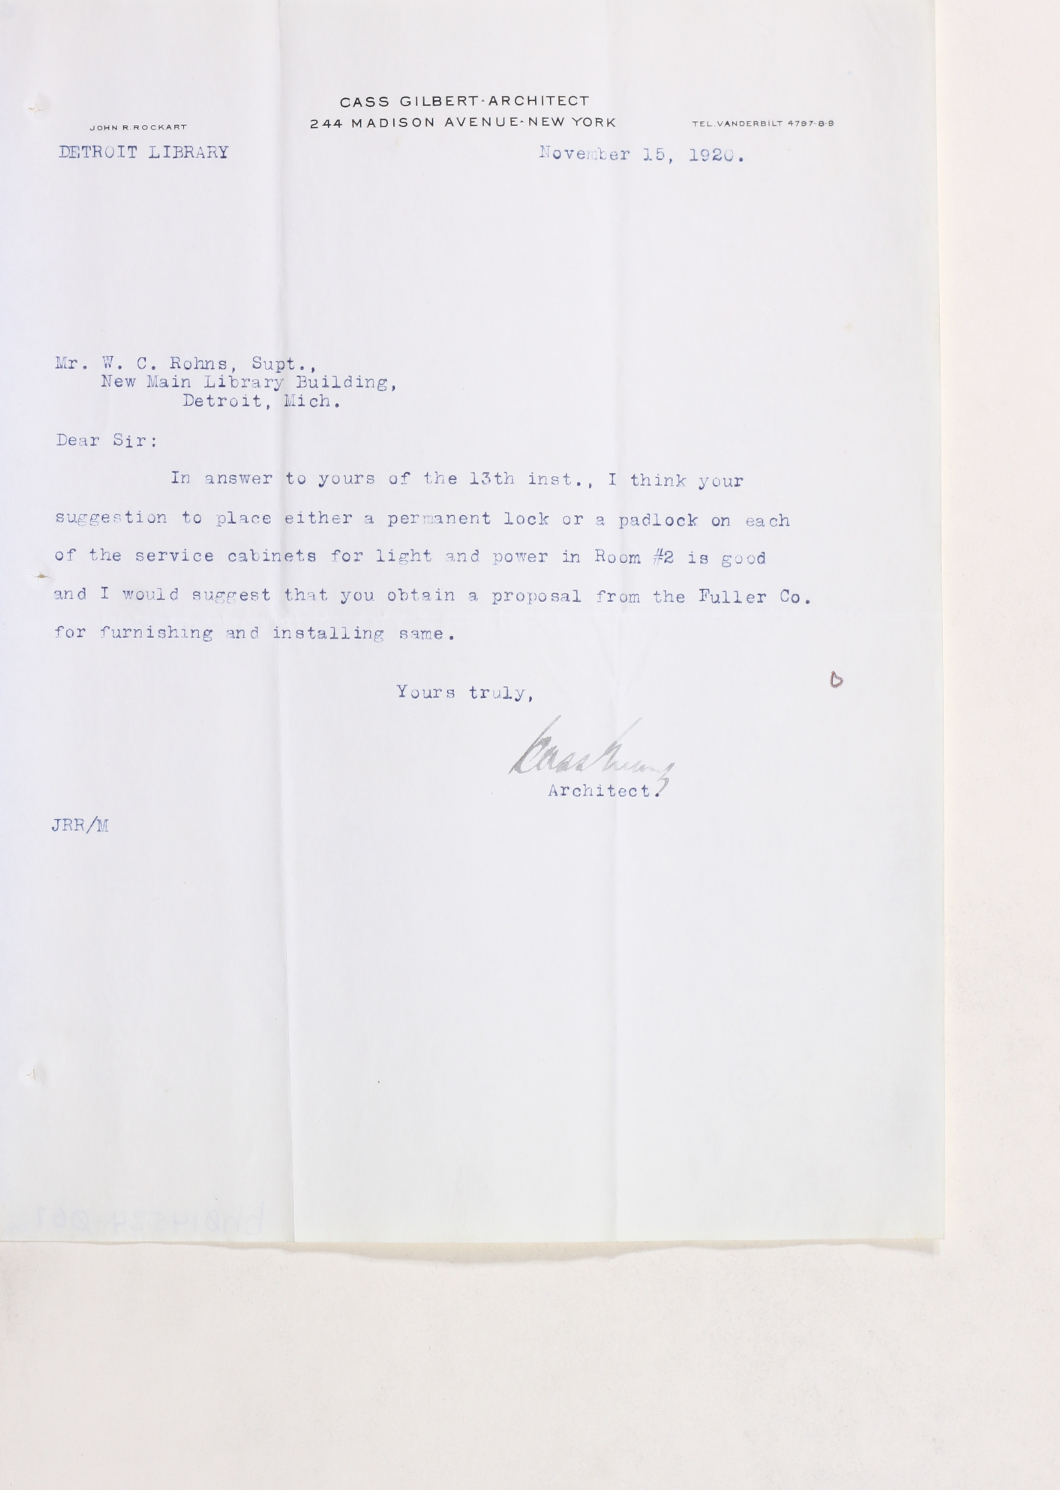 CASS GILBERT-ARCHITECT
244 MADISON AVENUE-NEW YORK
JOHN R. ROCKART
TEL. VANDERBILT 4787-8-9
DETROIT LIBRARY
November 15, 1920.
Mr. W. C. Rohns, Supt.,
New Main Library Building,
Detroit, Mich.
Dear Sir:
In answer to yours of the 13th inst., I think your
suggestion to place either a permanent lock or a padlock on each
of the service cabinets for light and power in Room #2 is good
and I would suggest that you obtain a proposal from the Fuller Co.
for furnishing and installing same.
Yours truly,
Cass Gilbert
Architect.
JRR/M